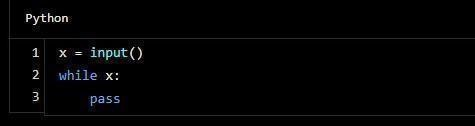 Python
1 x = input()
2 while x:
3     pass